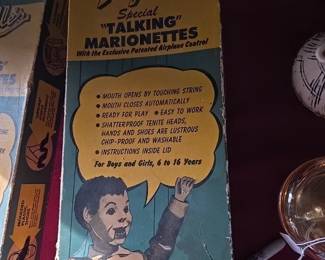 Special
"TALKING"
MARIONETTES
With the Exclusive Patented Airplane Control
• MOUTH OPENS BY TOUCHING STRING
• MOUTH CLOSES AUTOMATICALLY
• READY FOR PLAY • EASY TO WORK
• SHATTERPROOF TENITE HEADS,
HANDS AND SHOES ARE LUSTROUS
CHIP-PROOF AND WASHABLE
• INSTRUCTIONS INSIDE LID
For Boys and Girls, 6 to 16 Years